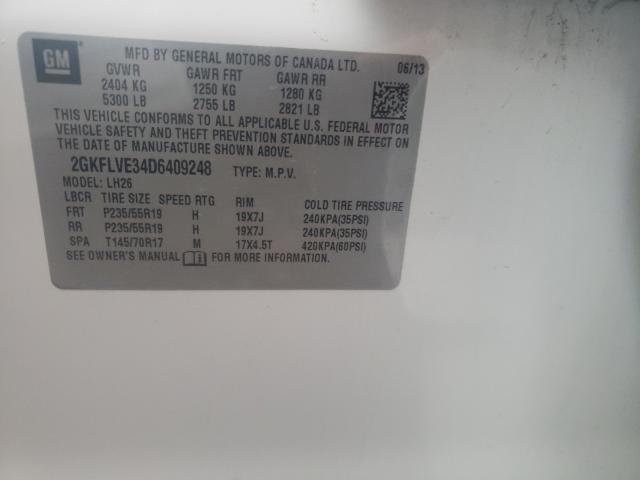 GM
MFD BY GENERAL MOTORS OF CANADA LTD.
GVWR GAWR FRT GAWR RR 06/13
2404 KG 1250 KG 1280 KG
5300 LB 2755 LB 2821 LB
THIS VEHICLE CONFORMS TO ALL APPLICABLE U.S. FEDERAL MOTOR
VEHICLE SAFETY AND THEFT PREVENTION STANDARDS IN EFFECT ON
THE DATE OF MANUFACTURE SHOWN ABOVE.
2GKFLVE34D6409248 TYPE: M.P.V.
MODEL: LH26
LBCR TIRE SIZE SPEED RTG RIM COLD TIRE PRESSURE
FRT P235/55R19 H 19X7J 240KPA(35PSI)
RR P235/55R19 H 19X7J 240KPA(35PSI)
SPA T145/70R17 M 17X4.5T 420KPA(60PSI)
SEE OWNER'S MANUAL FOR MORE INFORMATION.